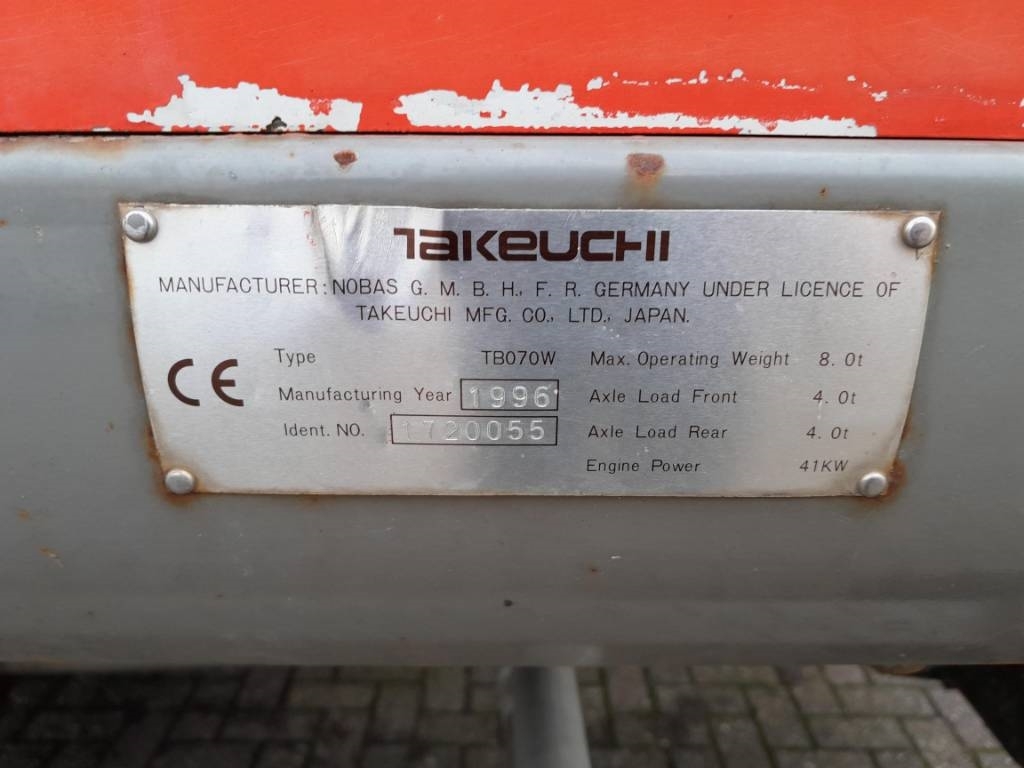 TAKEUCHI
MANUFACTURER: NOBAS G. M. B. H., F. R. GERMANY UNDER LICENCE OF
TAKEUCHI MFG. CO., LTD., JAPAN.
CE
Type TB070W Max. Operating Weight 8.0t
Manufacturing Year 1996 Axle Load Front 4.0t
Ident. NO. 1720055 Axle Load Rear 4.0t
Engine Power 41KW